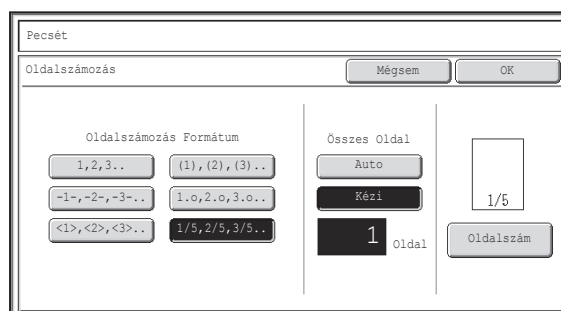 Pecsét
Oldalszámozás Mégsem OK
Oldalszámozás Formátum Összes Oldal
1,2,3.. (1),(2),(3).. Auto
-1-,-2-,-3-.. 1.o,2.o,3.o.. Kézi 1/5
<1>,<2>,<3>.. 1/5,2/5,3/5.. 1 Oldal Oldalszám